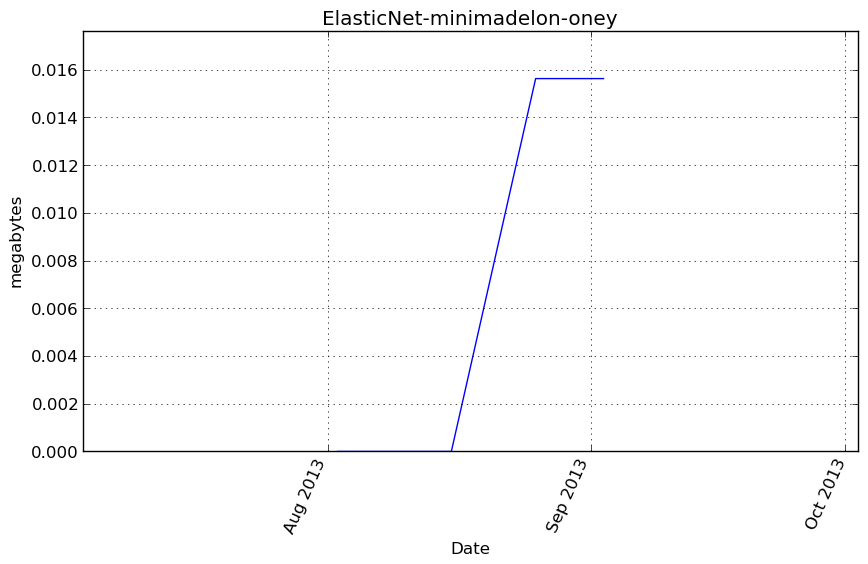 ElasticNet-minimadelon-oney
0.016
0.014
0.012
0.010
0.008
0.006
0.004
0.002
0.000
megabytes
Aug 2013
Sep 2013
Oct 2013
Date